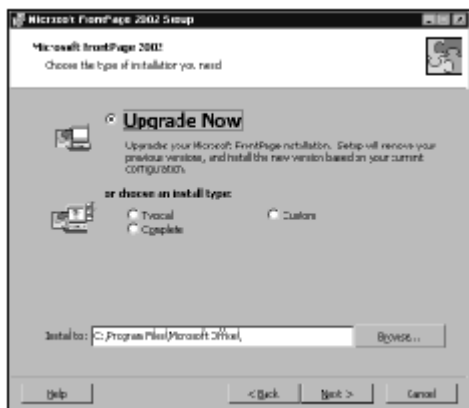 Microsoft FrontPage 2002 Setup
Microsoft FrontPage 2002
Choose the type of installation you need
Upgrade Now
Upgrades your Microsoft FrontPage installation. Setup will remove your
previous versions, and install the new version based on your current
configuration.
or choose an install type:
Typical
Custom
Complete
Install to: C:\Program Files\Microsoft Office\
Browse...
Help
< Back
Next >
Cancel